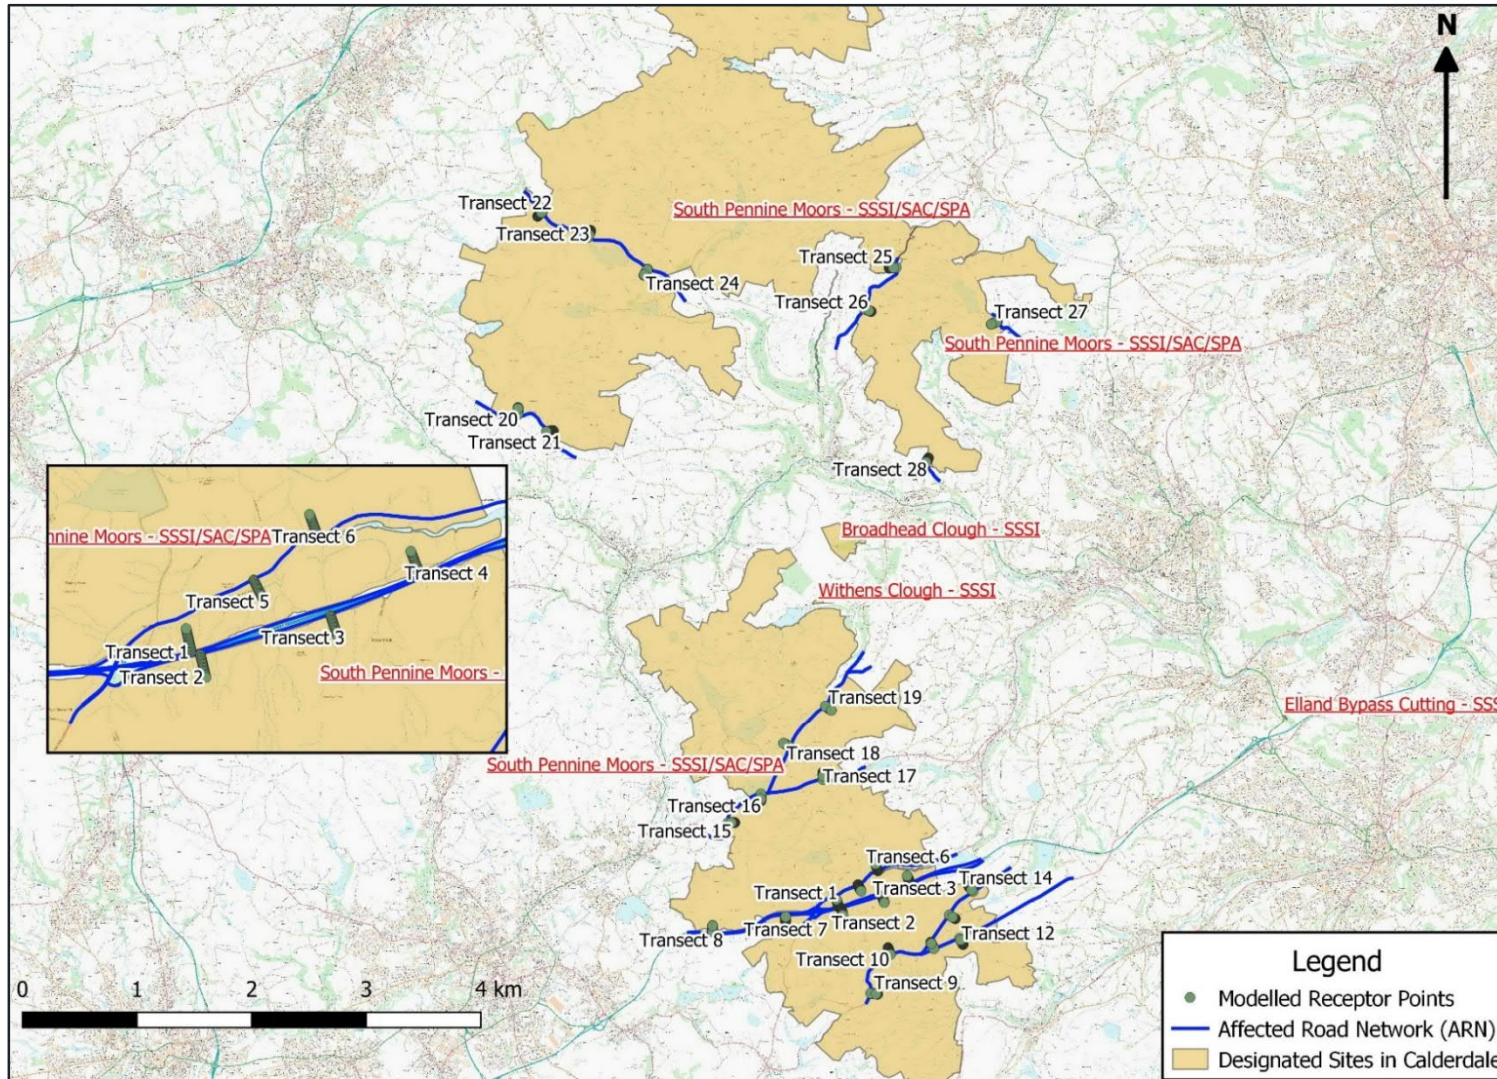 N
Transect 22
South Pennine Moors - SSSI/SAC/SPA
Transect 23
Transect 25
Transect 24
Transect 26
Transect 27
South Pennine Moors - SSSI/SAC/SPA
Transect 20
Transect 21
Transect 28
Broadhead Clough - SSSI
nnine Moors - SSSI/SAC/SPA
Transect 6
Transect 4
Transect 5
Transect 3
Transect 1
Transect 2
South Pennine Moors -
Withens Clough - SSSI
Transect 19
Elland Bypass Cutting - SSS
Transect 18
South Pennine Moors - SSSI/SAC/SPA
Transect 17
Transect 16
Transect 15
Transect 6
Transect 14
Transect 1
Transect 3
Transect 2
Transect 7
Transect 8
Transect 12
Transect 10
Transect 9
0 1 2 3 4 km
Legend
Modelled Receptor Points
Affected Road Network (ARN)
Designated Sites in Calderdale